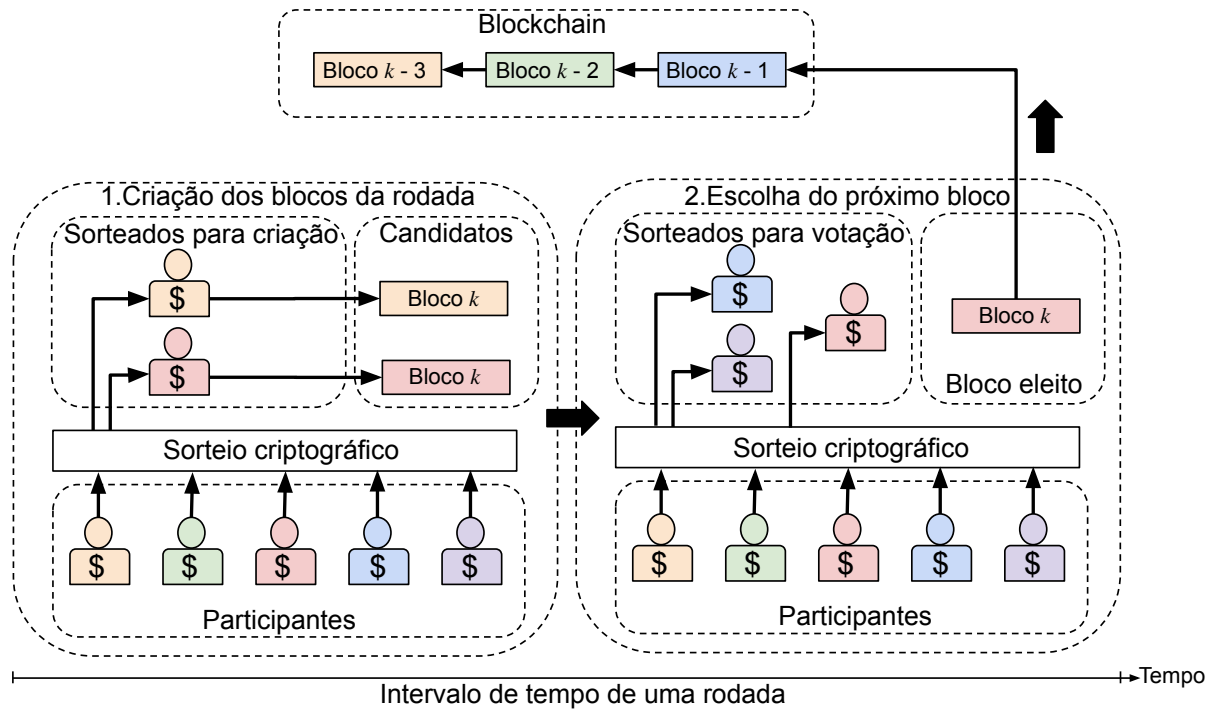 Blockchain
Bloco k - 3
Bloco k - 2
Bloco k - 1
1.Criação dos blocos da rodada
Sorteados para criação
Candidatos
$
Bloco k
$
Bloco k
Sorteio criptográfico
$ $ $ $ $
Participantes
2.Escolha do próximo bloco
Sorteados para votação
$
$
$
Bloco k
Bloco eleito
Sorteio criptográfico
$ $ $ $ $
Participantes
Tempo
Intervalo de tempo de uma rodada